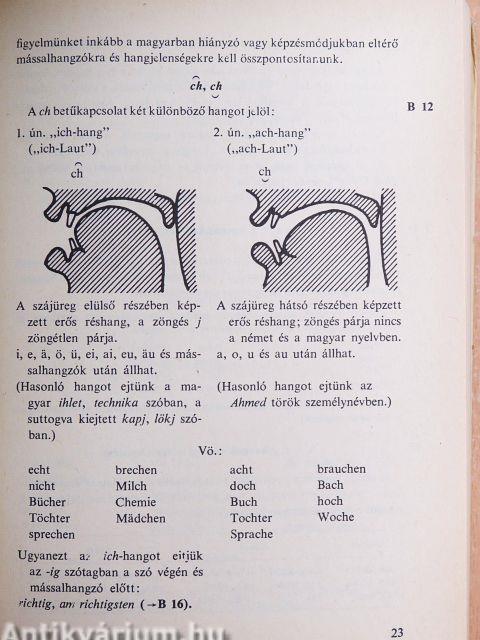 figyelmünket inkább a magyarban hiányzó vagy képzésmódjukban eltérő
mássalhangzókra és hangjelenségekre kell összpontosítanunk.
ch, ch
B 12
A ch betűkapcsolat két különböző hangot jelöl:
1. ún. „ich-hang”
(„ich-Laut”)
ch
A szájüreg elülső részében kép-
zett erős réshang, a zöngés j
zöngétlen párja.
i, e, ä, ö, ü, ei, ai, eu, äu és más-
salhangzók után állhat.
(Hasonló hangot ejtünk a ma-
gyar ihlet, technika szóban, a
suttogva kiejtett kapj, lökj szó-
ban.)
2. ún. „ach-hang”
(„ach-Laut”)
ch
A szájüreg hátsó részében képzett
erős réshang; zöngés párja nincs
a német és a magyar nyelvben.
a, o, u és au után állhat.
(Hasonló hangot ejtünk az
Ahmed török személynévben.)
Vö.:
echt brechen acht brauchen
nicht Milch doch Bach
Bücher Chemie Buch hoch
Töchter Mädchen Tochter Woche
sprechen Sprache
Ugyanezt az ich-hangot ejtjük
az -ig szótagban a szó végén és
mássalhangzó előtt:
richtig, am richtigsten (→B 16).
23
Antikvárium.hu